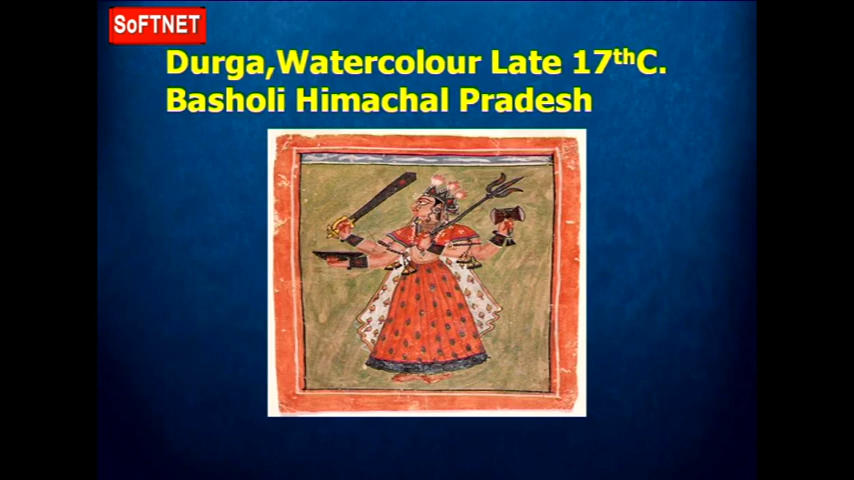 SoFTNET
Durga,Watercolour Late 17thC.
Basholi Himachal Pradesh